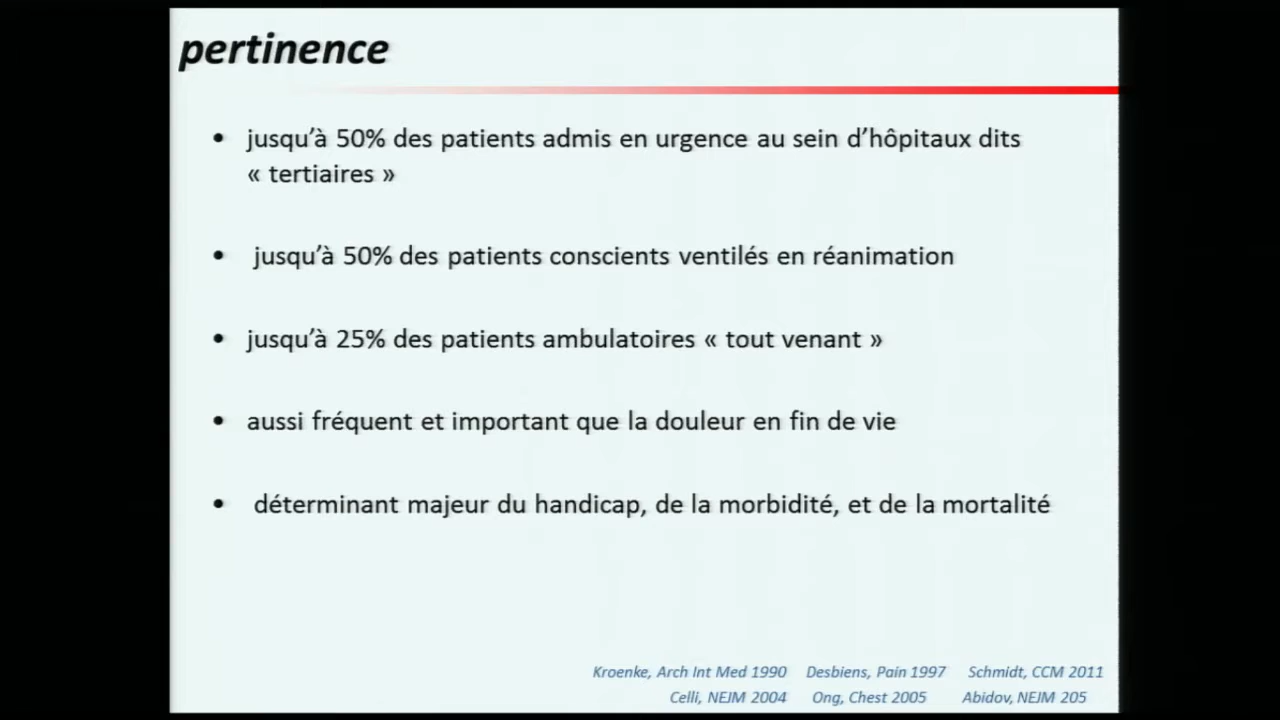 pertinence
• jusqu’à 50% des patients admis en urgence au sein d’hôpitaux dits
« tertiaires »
• jusqu’à 50% des patients conscients ventilés en réanimation
• jusqu’à 25% des patients ambulatoires « tout venant »
• aussi fréquent et important que la douleur en fin de vie
• déterminant majeur du handicap, de la morbidité, et de la mortalité
Kroenke, Arch Int Med 1990 Desbiens, Pain 1997 Schmidt, CCM 2011
Celli, NEJM 2004 Ong, Chest 2005 Abidov, NEJM 205